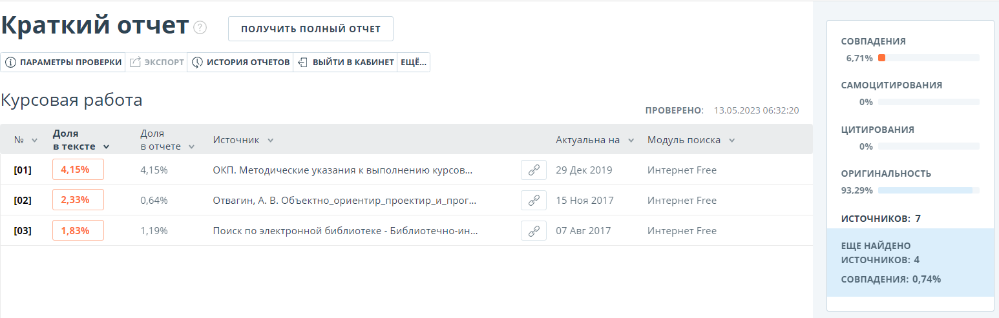 Краткий отчет ?
ПОЛУЧИТЬ ПОЛНЫЙ ОТЧЕТ
ПАРАМЕТРЫ ПРОВЕРКИ ЭКСПОРТ ИСТОРИЯ ОТЧЕТОВ ВЫЙТИ В КАБИНЕТ ЕЩЁ...
Курсовая работа
ПРОВЕРЕНО: 13.05.2023 06:32:20
№ Доля в тексте Доля в отчете Источник Актуальна на Модуль поиска
[01] 4,15% 4,15% ОКП. Методические указания к выполнению курсов... 29 Дек 2019 Интернет Free
[02] 2,33% 0,64% Отвагин, А. В. Объектно_ориентир_проектир_и_прог... 15 Ноя 2017 Интернет Free
[03] 1,83% 1,19% Поиск по электронной библиотеке - Библиотечно-ин... 07 Авг 2017 Интернет Free
СОВПАДЕНИЯ
6,71%
САМОЦИТИРОВАНИЯ
0%
ЦИТИРОВАНИЯ
0%
ОРИГИНАЛЬНОСТЬ
93,29%
ИСТОЧНИКОВ: 7
ЕЩЕ НАЙДЕНО
ИСТОЧНИКОВ: 4
СОВПАДЕНИЯ: 0,74%